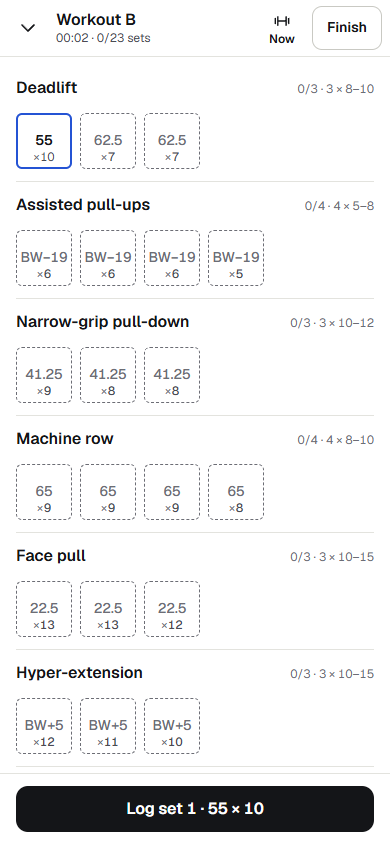 Workout B
00:02 · 0/23 sets
Now
Finish
Deadlift
0/3 · 3 × 8–10
55 62.5 62.5
×10 ×7 ×7
Assisted pull-ups
0/4 · 4 × 5–8
BW−19 BW−19 BW−19 BW−19
×6 ×6 ×6 ×5
Narrow-grip pull-down
0/3 · 3 × 10–12
41.25 41.25 41.25
×9 ×8 ×8
Machine row
0/4 · 4 × 8–10
65 65 65 65
×9 ×9 ×9 ×8
Face pull
0/3 · 3 × 10–15
22.5 22.5 22.5
×13 ×13 ×12
Hyper-extension
0/3 · 3 × 10–15
BW+5 BW+5 BW+5
×12 ×11 ×10
Log set 1 · 55 × 10